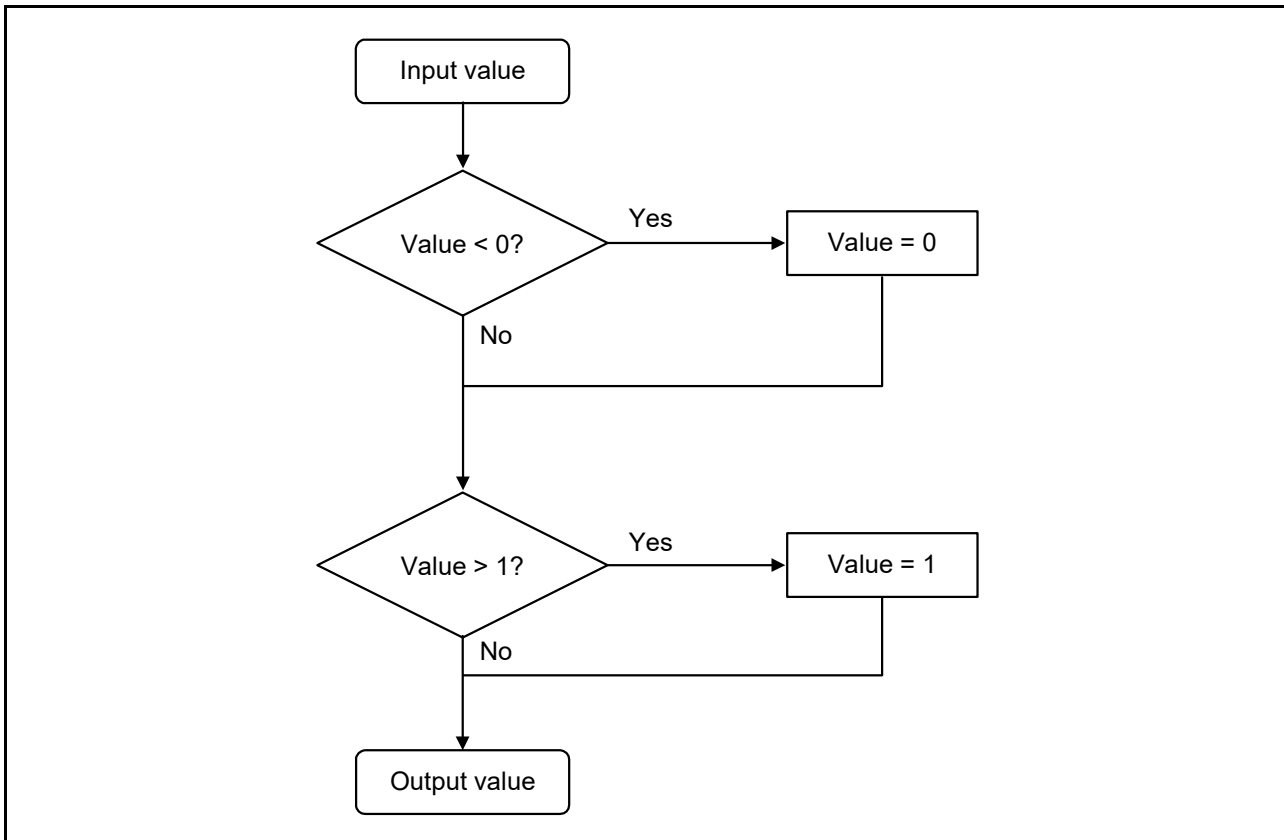 Input value
Value < 0?
Yes
Value = 0
No
Value > 1?
Yes
Value = 1
No
Output value